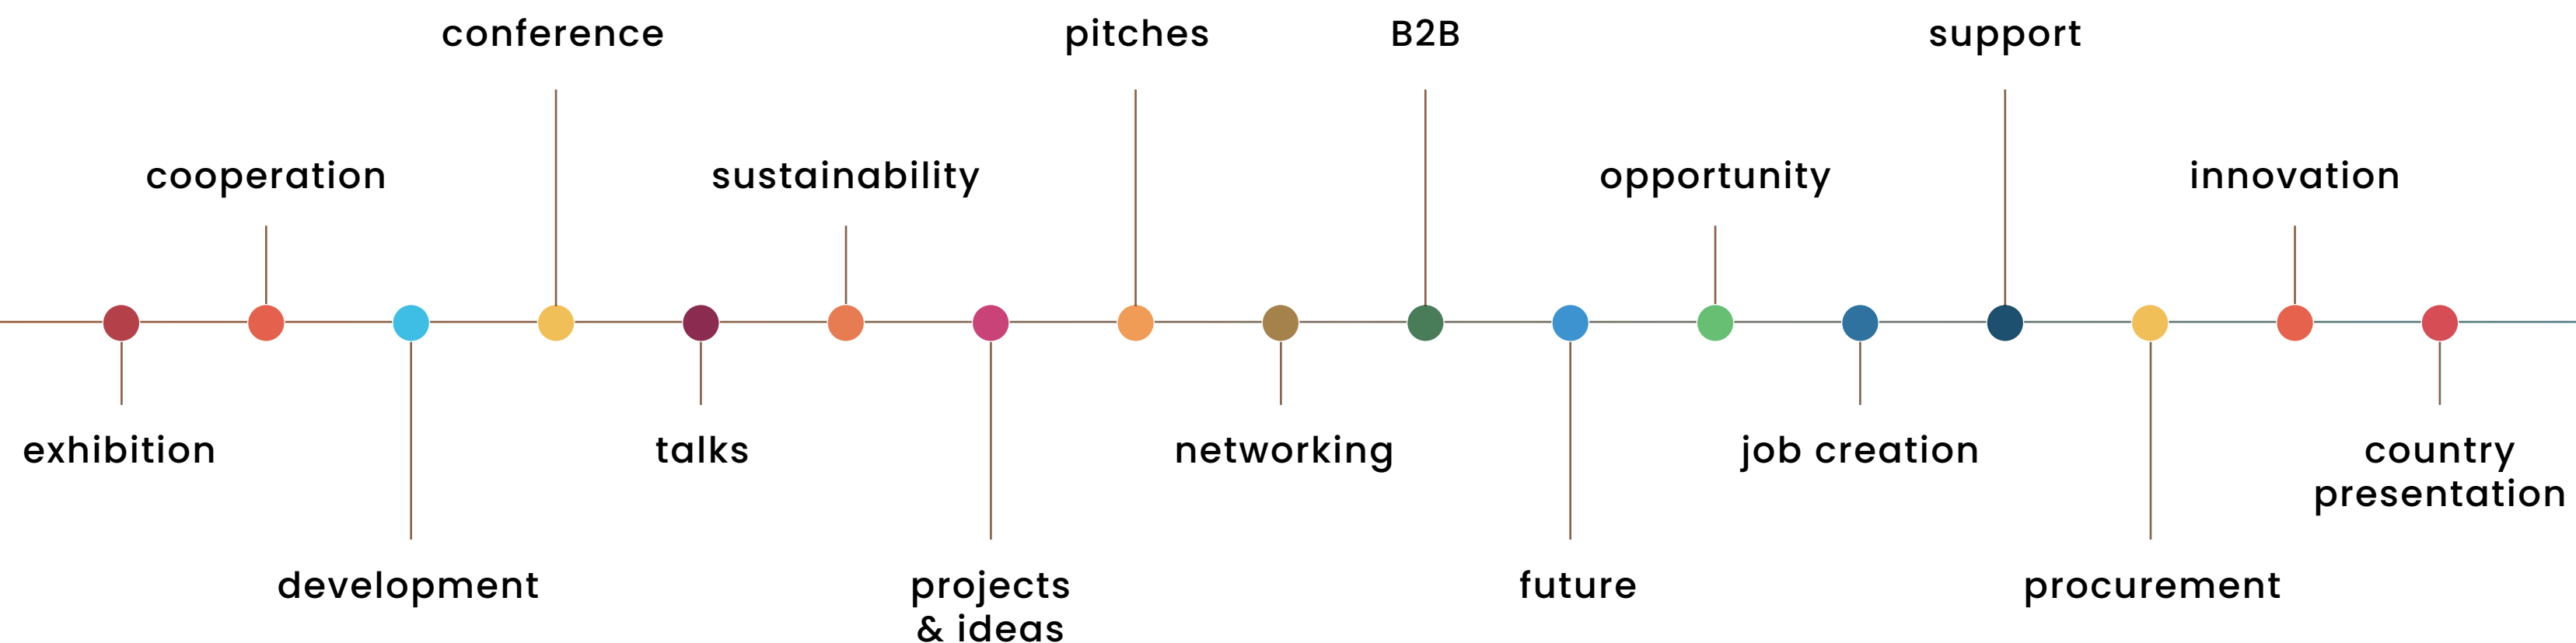 conference
pitches
B2B
support
cooperation
sustainability
opportunity
innovation
exhibition
talks
networking
job creation
country
presentation
development
projects
& ideas
future
procurement